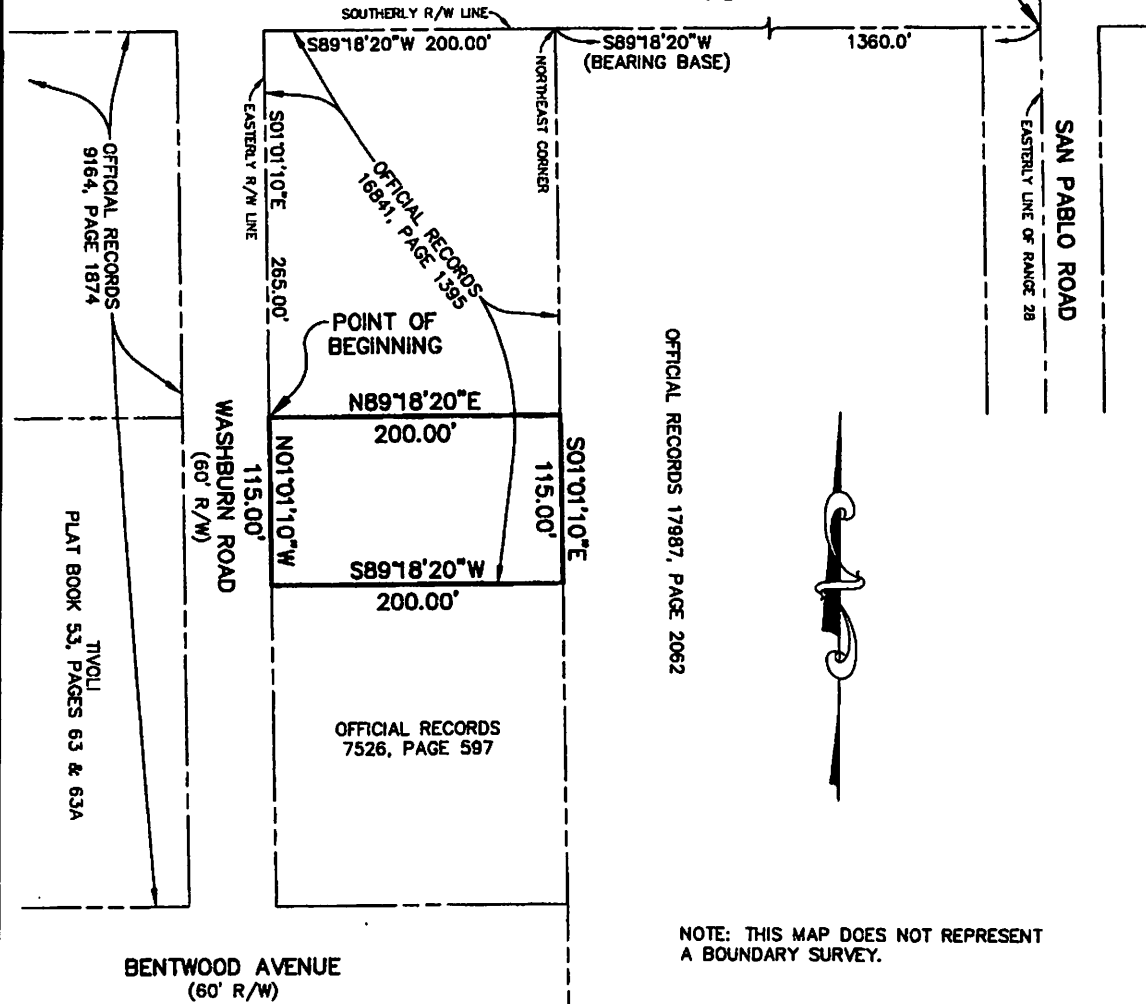 SOUTHERLY R/W LINE
S89°18'20"W 200.00'
S89°18'20"W
(BEARING BASE)
1360.0'
NORTHEAST CORNER
EASTERLY R/W LINE
S01°01'10"E 265.00'
OFFICIAL RECORDS
16841, PAGE 1395
OFFICIAL RECORDS
9164, PAGE 1874
SAN PABLO ROAD
EASTERLY LINE OF RANGE 28
POINT OF
BEGINNING
N89°18'20"E
200.00'
N01°01'10"W
115.00'
S01°01'10"E
115.00'
S89°18'20"W
200.00'
WASHBURN ROAD
(60' R/W)
OFFICIAL RECORDS 17987, PAGE 2062
TIVOLI
PLAT BOOK 53, PAGES 63 & 63A
OFFICIAL RECORDS
7526, PAGE 597
NOTE: THIS MAP DOES NOT REPRESENT
A BOUNDARY SURVEY.
BENTWOOD AVENUE
(60' R/W)